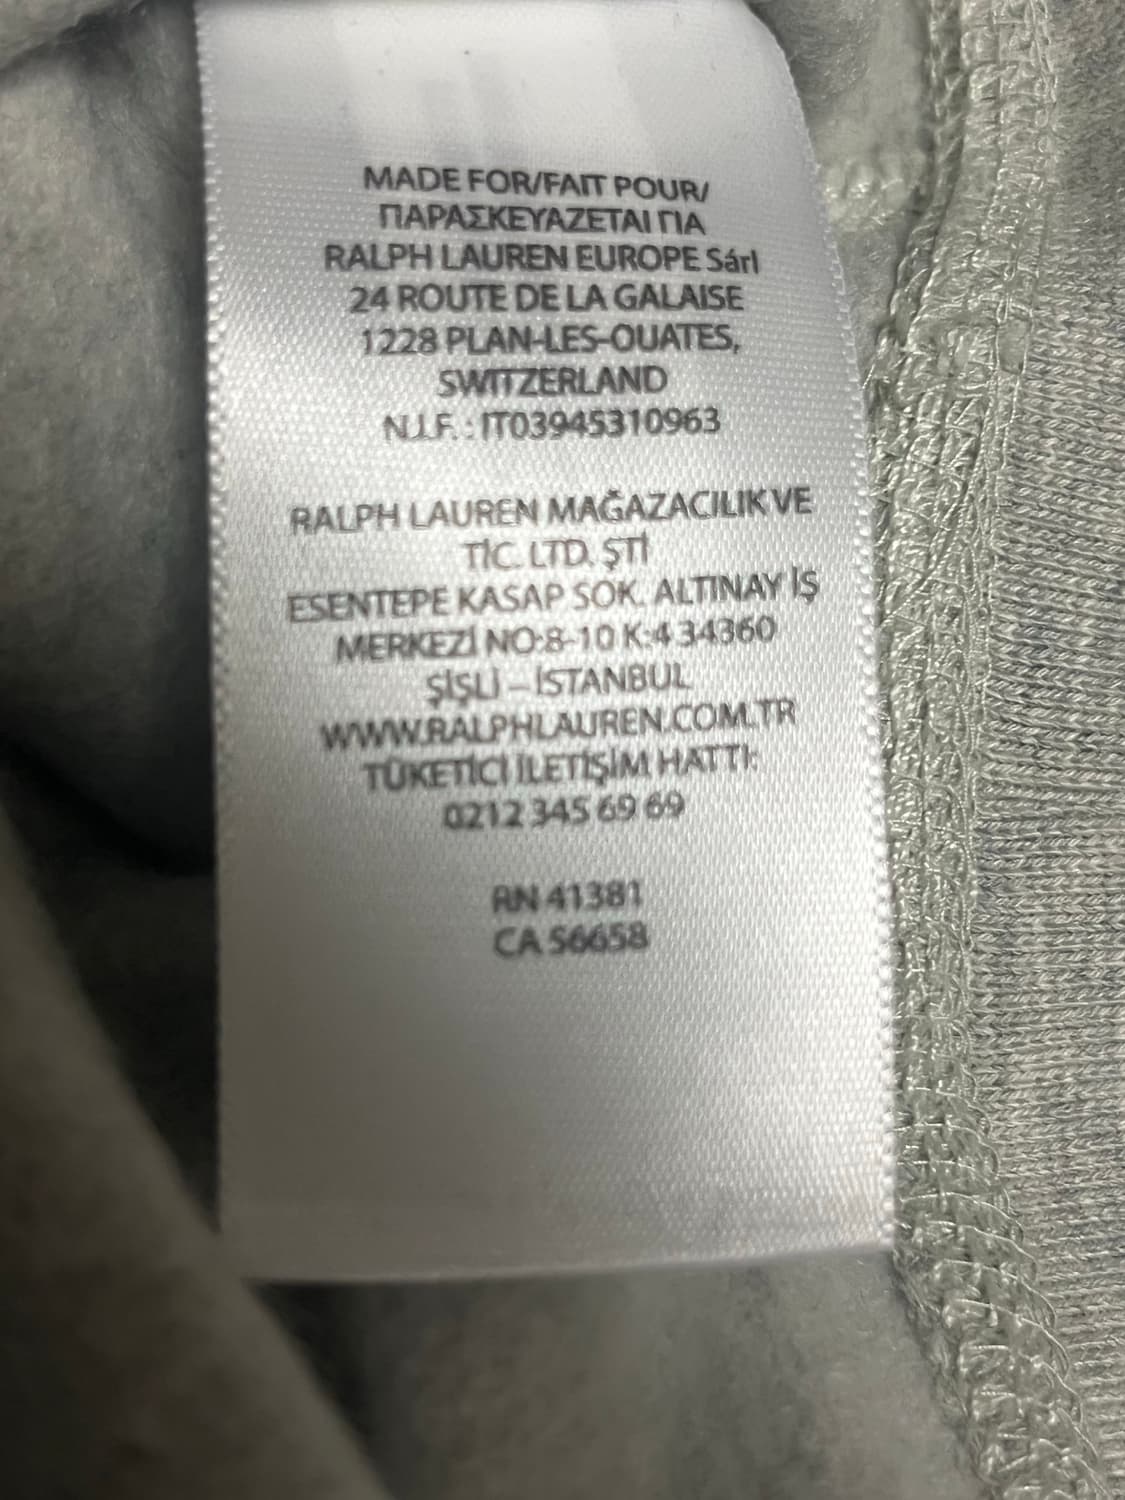 MADE FOR/FAIT POUR/
ΠΑΡΑΣΚΕΥΑΖΕΤΑΙ ΓΙΑ
RALPH LAUREN EUROPE Sárl
24 ROUTE DE LA GALAISE
1228 PLAN-LES-OUATES,
SWITZERLAND
N.I.F. : IT03945310963
RALPH LAUREN MAĞAZACILIK VE
TİC. LTD. ŞTİ
ESENTEPE KASAP SOK. ALTINAY İŞ
MERKEZİ NO:8-10 K:4 34360
ŞİŞLİ – İSTANBUL
WWW.RALPHLAUREN.COM.TR
TÜKETİCİ İLETİŞİM HATTI:
0212 345 69 69
RN 41381
CA 56658